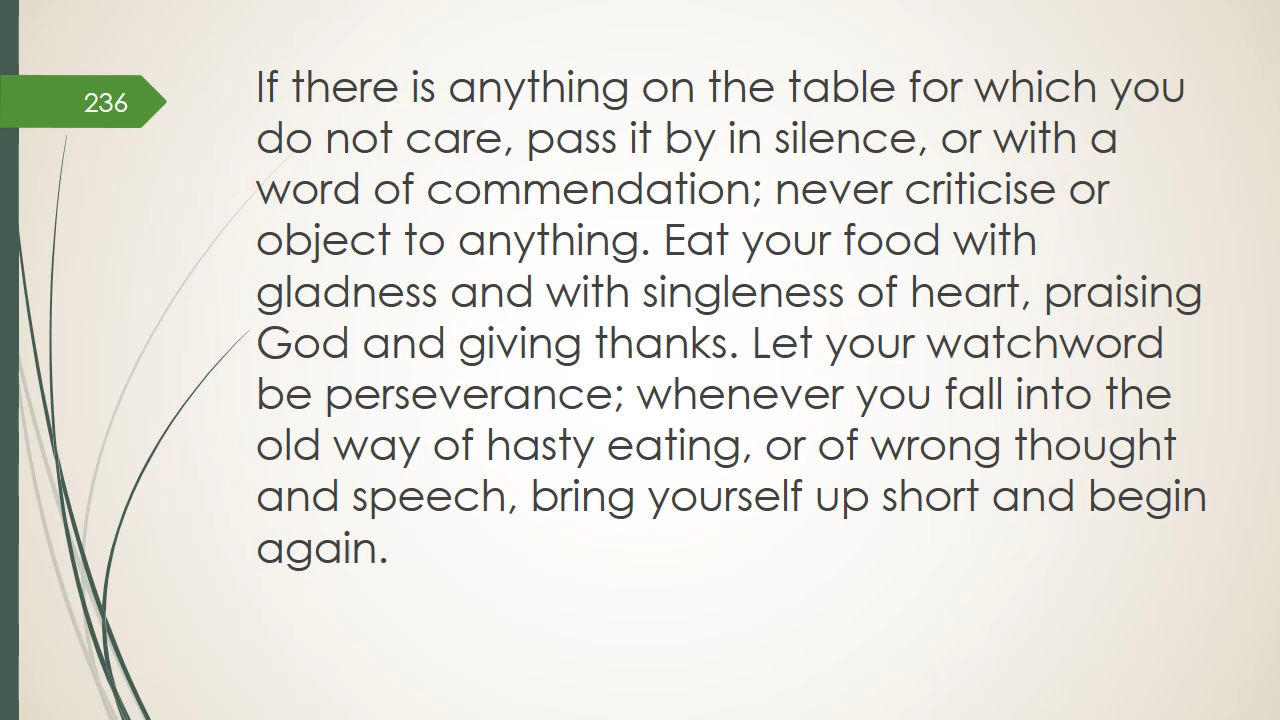 236
If there is anything on the table for which you
do not care, pass it by in silence, or with a
word of commendation; never criticise or
object to anything. Eat your food with
gladness and with singleness of heart, praising
God and giving thanks. Let your watchword
be perseverance; whenever you fall into the
old way of hasty eating, or of wrong thought
and speech, bring yourself up short and begin
again.